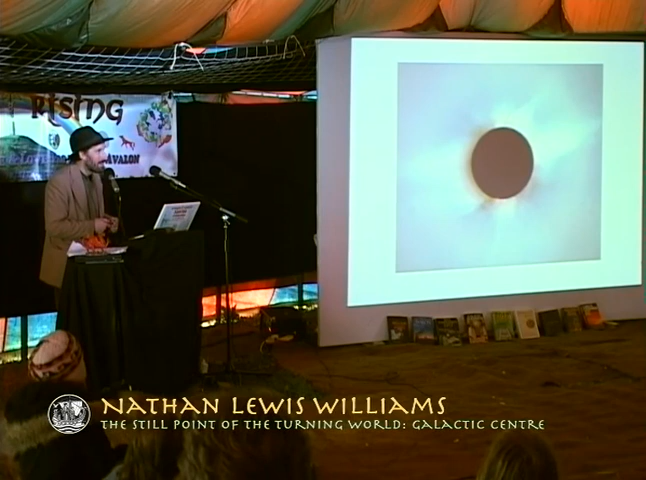 RISING
AVALON
NATHAN LEWIS WILLIAMS
THE STILL POINT OF THE TURNING WORLD: GALACTIC CENTRE